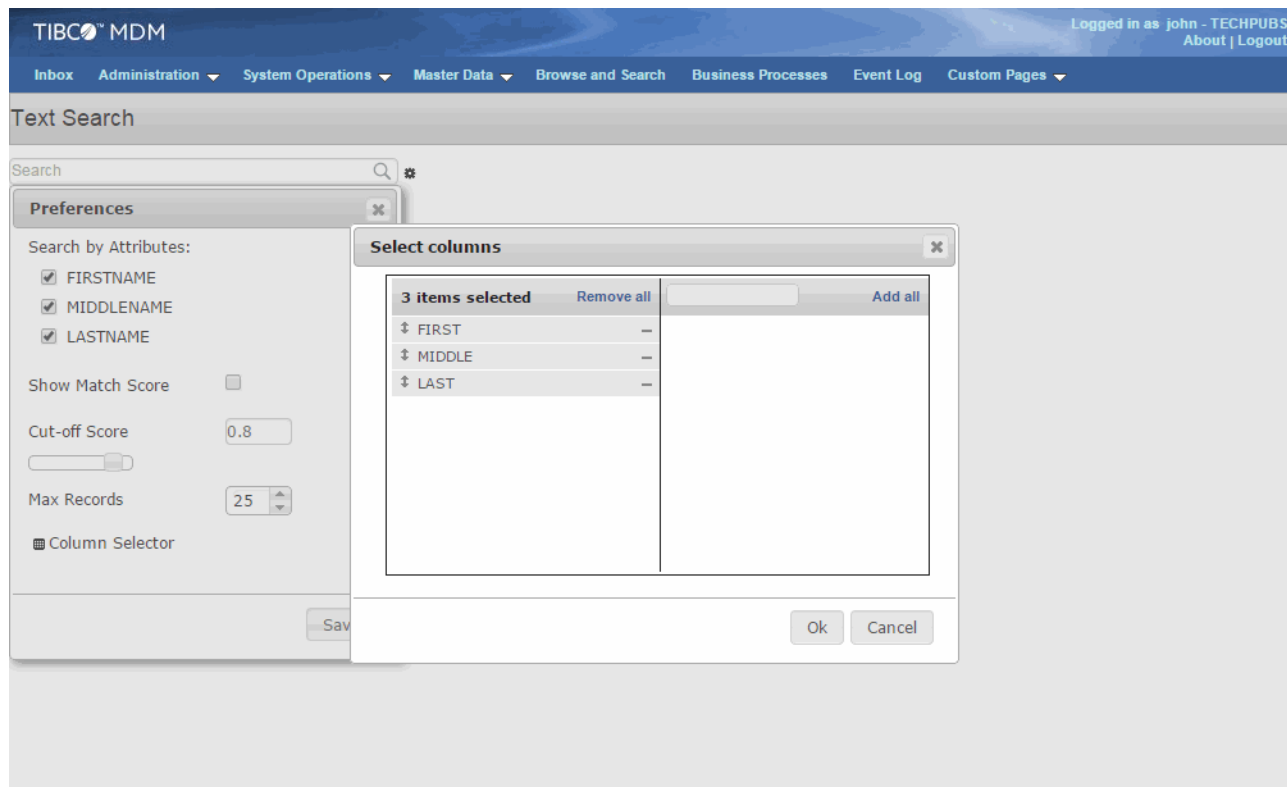 TIBCO™ MDM
Logged in as john - TECHPUBS
About | Logout
Inbox Administration System Operations Master Data Browse and Search Business Processes Event Log Custom Pages
Text Search
Search
Preferences
Search by Attributes:
FIRSTNAME
MIDDLENAME
LASTNAME
Show Match Score
Cut-off Score 0.8
Max Records 25
Column Selector
Sav
Select columns
3 items selected Remove all Add all
FIRST
MIDDLE
LAST
Ok Cancel